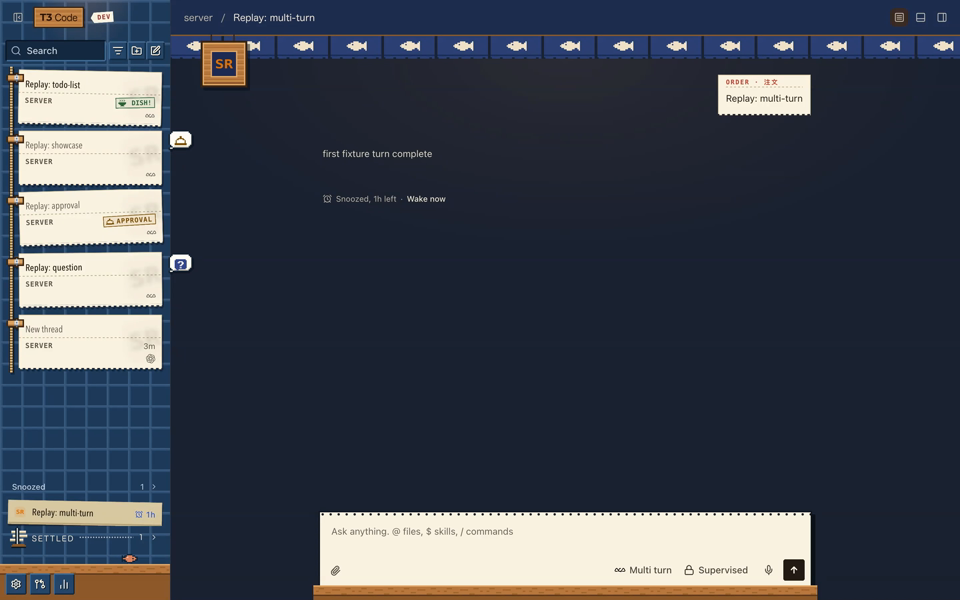 T3 Code DEV
server / Replay: multi-turn
Search
SR
Replay: todo-list
SERVER
DISH!
ORDER · 注文
Replay: multi-turn
Replay: showcase
SERVER
first fixture turn complete
Replay: approval
SERVER
APPROVAL
Snoozed, 1h left · Wake now
Replay: question
SERVER
?
New thread
SERVER
3m
Snoozed 1
SR Replay: multi-turn 1h
SETTLED 1
Ask anything. @ files, $ skills, / commands
Multi turn Supervised